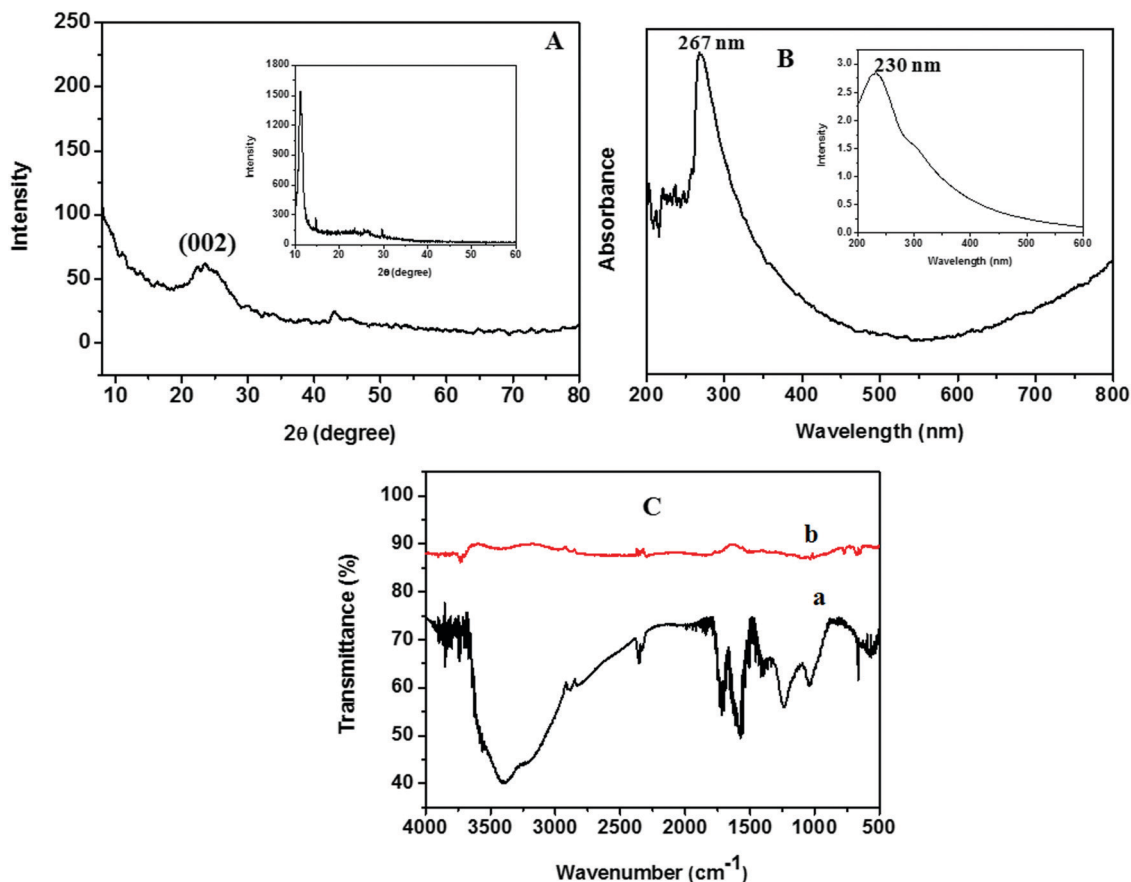 A
250
200
150
100
50
0
Intensity
(002)
10 20 30 40 50 60 70 80
2θ (degree)
1800
1500
1200
900
600
300
0
Intensity
10 20 30 40 50 60
2θ (degree)
B
267 nm
Absorbance
200 300 400 500 600 700 800
Wavelength (nm)
230 nm
3.0
2.5
2.0
1.5
1.0
0.5
0.0
Intensity
200 300 400 500 600
Wavelength (nm)
C
b
a
100
90
80
70
60
50
40
Transmittance (%)
4000 3500 3000 2500 2000 1500 1000 500
Wavenumber (cm⁻¹)